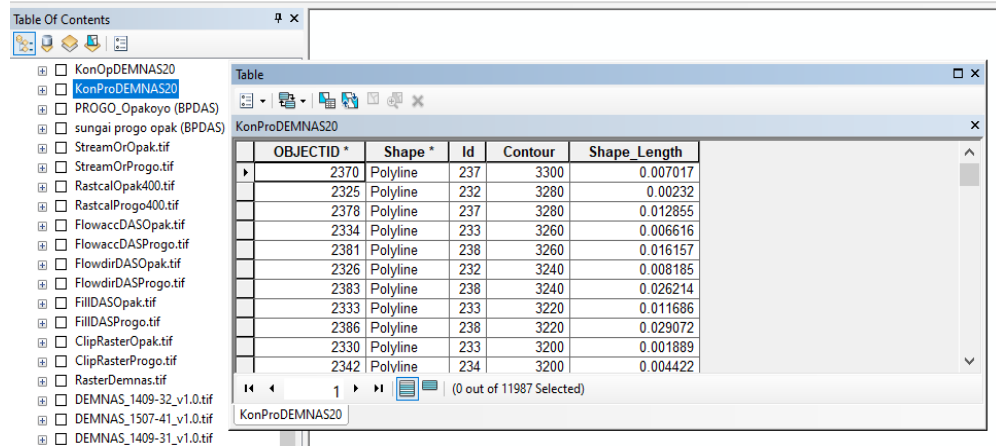 Table Of Contents
KonOpDEMNAS20
KonProDEMNAS20
PROGO_Opakoyo (BPDAS)
sungai progo opak (BPDAS)
StreamOrOpak.tif
StreamOrProgo.tif
RastcalOpak400.tif
RastcalProgo400.tif
FlowaccDASOpak.tif
FlowaccDASProgo.tif
FlowdirDASOpak.tif
FlowdirDASProgo.tif
FillDASOpak.tif
FillDASProgo.tif
ClipRasterOpak.tif
ClipRasterProgo.tif
RasterDemnas.tif
DEMNAS_1409-32_v1.0.tif
DEMNAS_1507-41_v1.0.tif
DEMNAS_1409-31_v1.0.tif
Table
KonProDEMNAS20
OBJECTID * Shape * Id Contour Shape_Length
2370 Polyline 237 3300 0.007017
2325 Polyline 232 3280 0.00232
2378 Polyline 237 3280 0.012855
2334 Polyline 233 3260 0.006616
2381 Polyline 238 3260 0.016157
2326 Polyline 232 3240 0.008185
2383 Polyline 238 3240 0.026214
2333 Polyline 233 3220 0.011686
2386 Polyline 238 3220 0.029072
2330 Polyline 233 3200 0.001889
2342 Polyline 234 3200 0.004422
1 (0 out of 11987 Selected)
KonProDEMNAS20